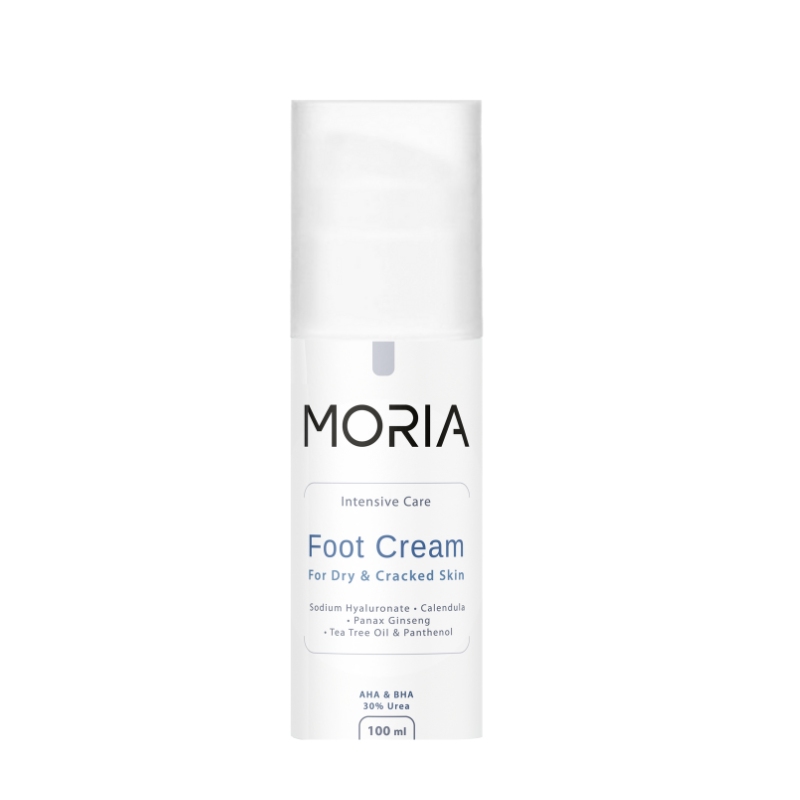 MORIA
Intensive Care
Foot Cream
For Dry & Cracked Skin
Sodium Hyaluronate • Calendula
• Panax Ginseng
• Tea Tree Oil & Panthenol
AHA & BHA
30% Urea
100 ml